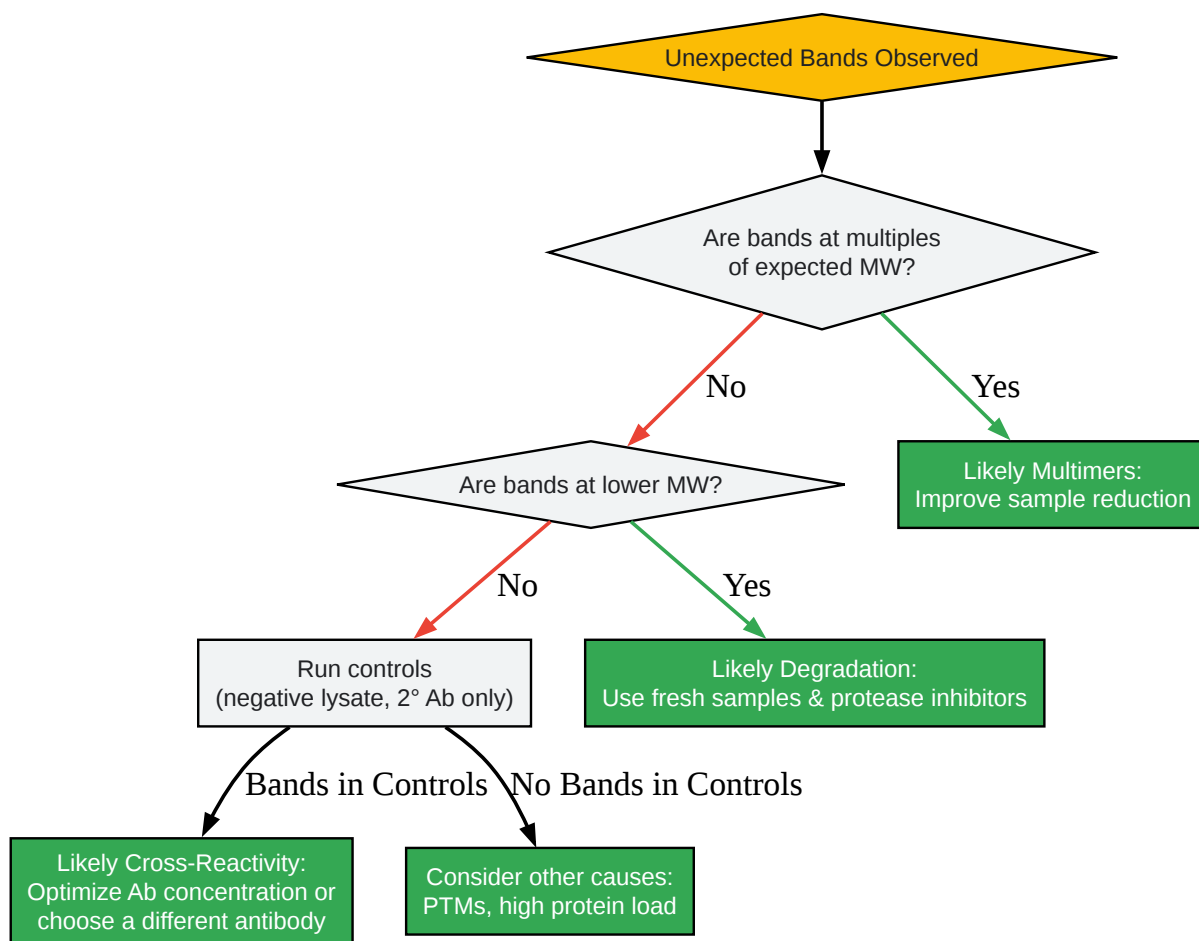 Unexpected Bands Observed
Are bands at multiples
of expected MW?
No
Yes
Likely Multimers:
Improve sample reduction
Are bands at lower MW?
No
Yes
Run controls
(negative lysate, 2° Ab only)
Likely Degradation:
Use fresh samples & protease inhibitors
Bands in Controls
No Bands in Controls
Likely Cross-Reactivity:
Optimize Ab concentration or
choose a different antibody
Consider other causes:
PTMs, high protein load